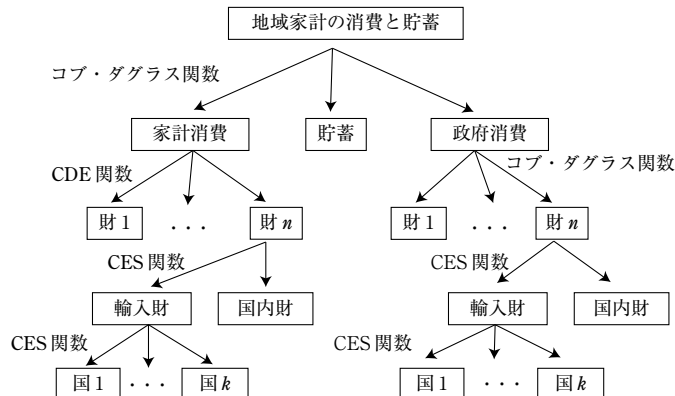 地域家計の消費と貯蓄
コブ・ダグラス関数
家計消費 貯蓄 政府消費
CDE 関数 コブ・ダグラス関数
財 1 ・・・ 財 n 財 1 ・・・ 財 n
CES 関数 CES 関数
輸入財 国内財 輸入財 国内財
CES 関数 CES 関数
国 1 ・・・ 国 k 国 1 ・・・ 国 k